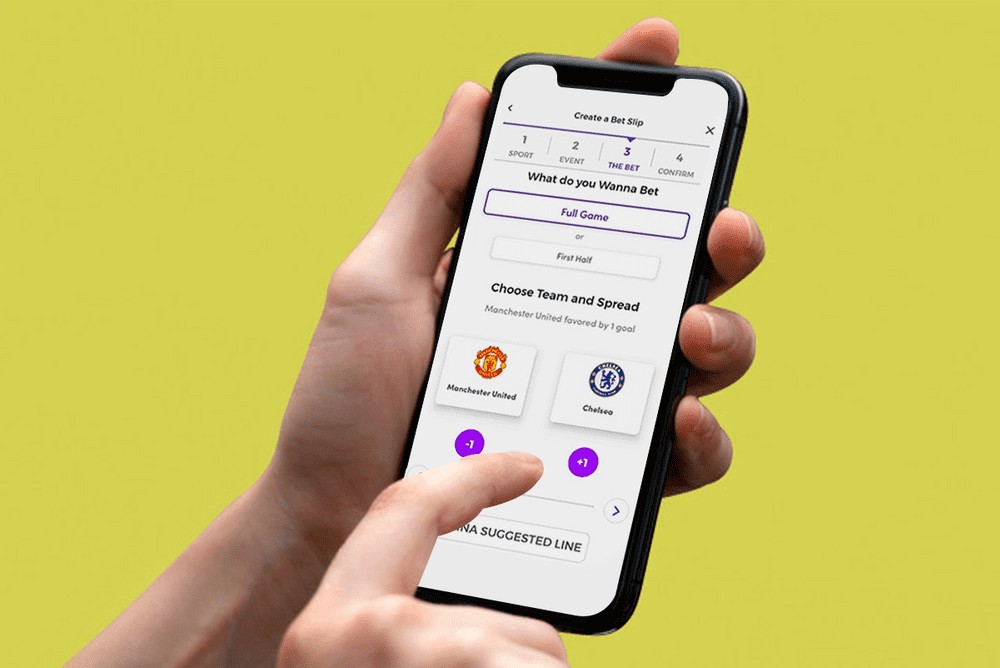 Create a Bet Slip
1 2 3 4
SPORT EVENT THE BET CONFIRM
What do you Wanna Bet
Full Game
or
First Half
Choose Team and Spread
Manchester United favored by 1 goal
CHELSEA
Manchester United Chelsea
-1 +1
SUGGESTED LINE